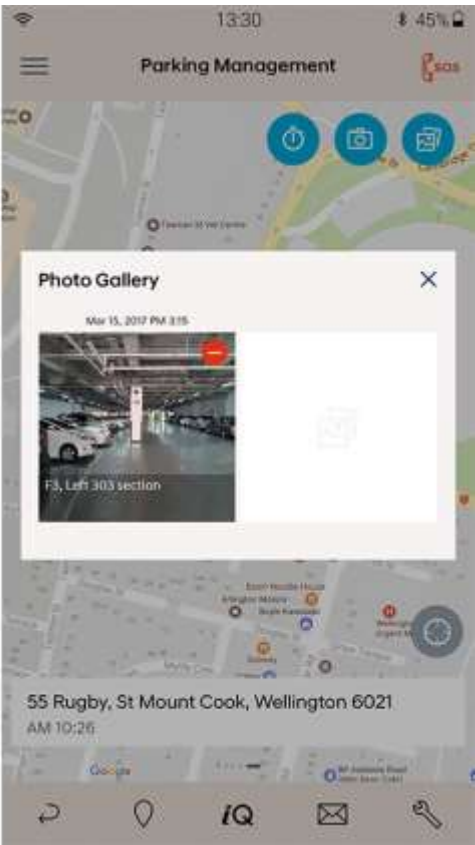 13:30
45%
Parking Management
SOS
Photo Gallery
Mar 15, 2017 PM 3:15
F3, Left 303 section
55 Rugby, St Mount Cook, Wellington 6021
AM 10:26
Google
iQ